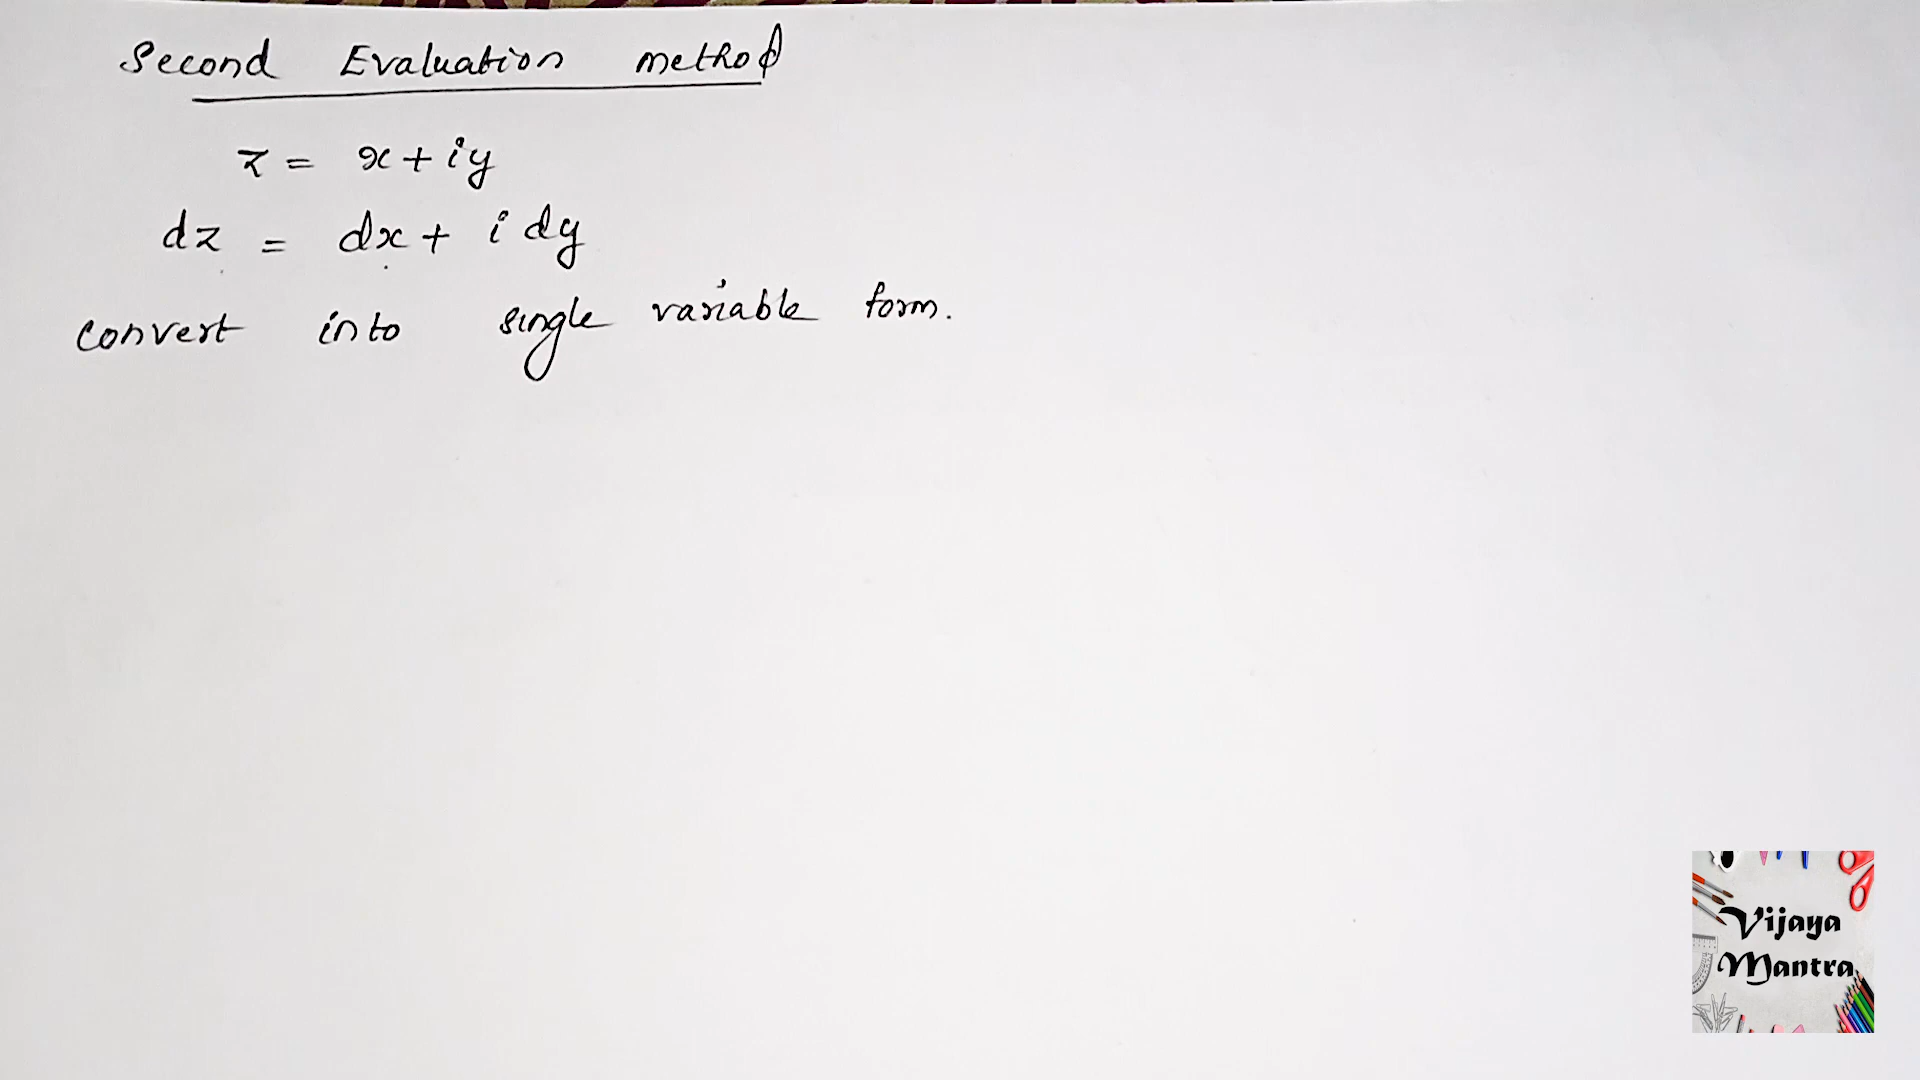 Second Evaluation method
z = x + iy
dz = dx + i dy
convert into single variable form.
Vijaya
Mantra